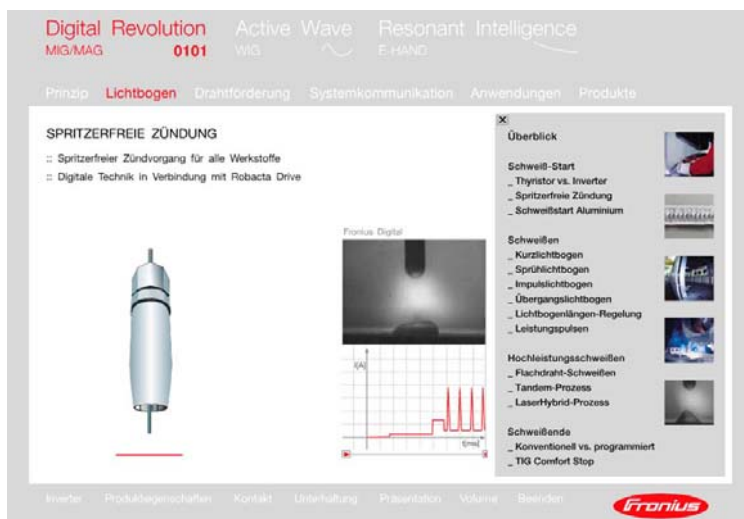 Digital Revolution
MIG/MAG 0101
Active Wave
WIG
Resonant Intelligence
E-HAND
Prinzip Lichtbogen Drahtförderung Systemkommunikation Anwendungen Produkte
SPRITZERFREIE ZÜNDUNG
:: Spritzerfreier Zündvorgang für alle Werkstoffe
:: Digitale Technik in Verbindung mit Robacta Drive
Fronius Digital
I[A]
t[ms]
Überblick
Schweiß-Start
_ Thyristor vs. Inverter
_ Spritzerfreie Zündung
_ Schweißstart Aluminium
Schweißen
_ Kurzlichtbogen
_ Sprühlichtbogen
_ Impulslichtbogen
_ Übergangslichtbogen
_ Lichtbogenlängen-Regelung
_ Leistungspulsen
Hochleistungsschweißen
_ Flachdraht-Schweißen
_ Tandem-Prozess
_ LaserHybrid-Prozess
Schweißende
_ Konventionell vs. programmiert
_ TIG Comfort Stop
Inverter Produkteigenschaften Kontakt Unterhaltung Präsentation Volume Beenden
Fronius